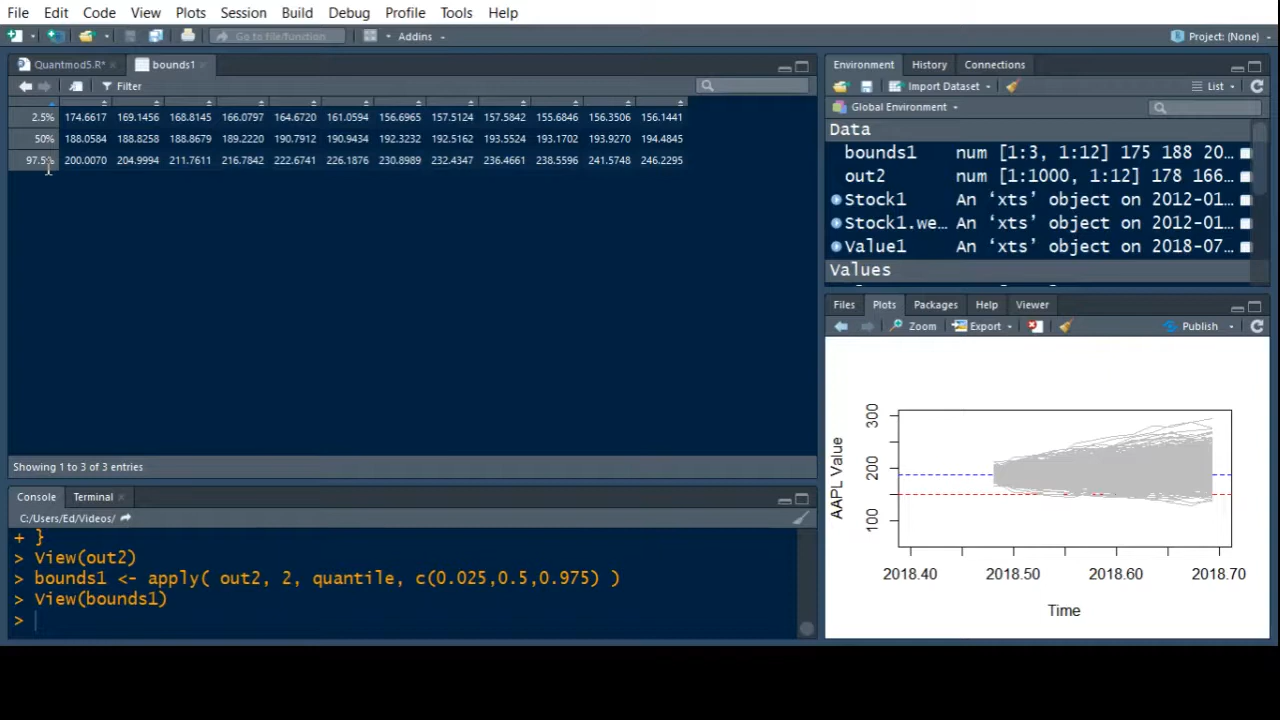 File Edit Code View Plots Session Build Debug Profile Tools Help
Go to file/function Addins Project: (None)
Quantmod5.R* bounds1
Filter
2.5% 174.6617 169.1456 168.8145 166.0797 164.6720 161.0594 156.6965 157.5124 157.5842 155.6846 156.3506 156.1441
50% 188.0584 188.8258 188.8679 189.2220 190.7912 190.9434 192.3232 192.5162 193.5524 193.1702 193.9270 194.4845
97.5% 200.0070 204.9994 211.7611 216.7842 222.6741 226.1876 230.8989 232.4347 236.4661 238.5596 241.5748 246.2295
Showing 1 to 3 of 3 entries
Console Terminal
C:/Users/Ed/Videos/
+ }
> View(out2)
> bounds1 <- apply( out2, 2, quantile, c(0.025,0.5,0.975) )
> View(bounds1)
>
Environment History Connections
Import Dataset List
Global Environment
Data
bounds1 num [1:3, 1:12] 175 188 20…
out2 num [1:1000, 1:12] 178 166…
Stock1 An ‘xts’ object on 2012-01…
Stock1.we… An ‘xts’ object on 2012-01…
Value1 An ‘xts’ object on 2018-07…
Values
Files Plots Packages Help Viewer
Zoom Export Publish
AAPL Value
300
200
100
2018.40 2018.50 2018.60 2018.70
Time